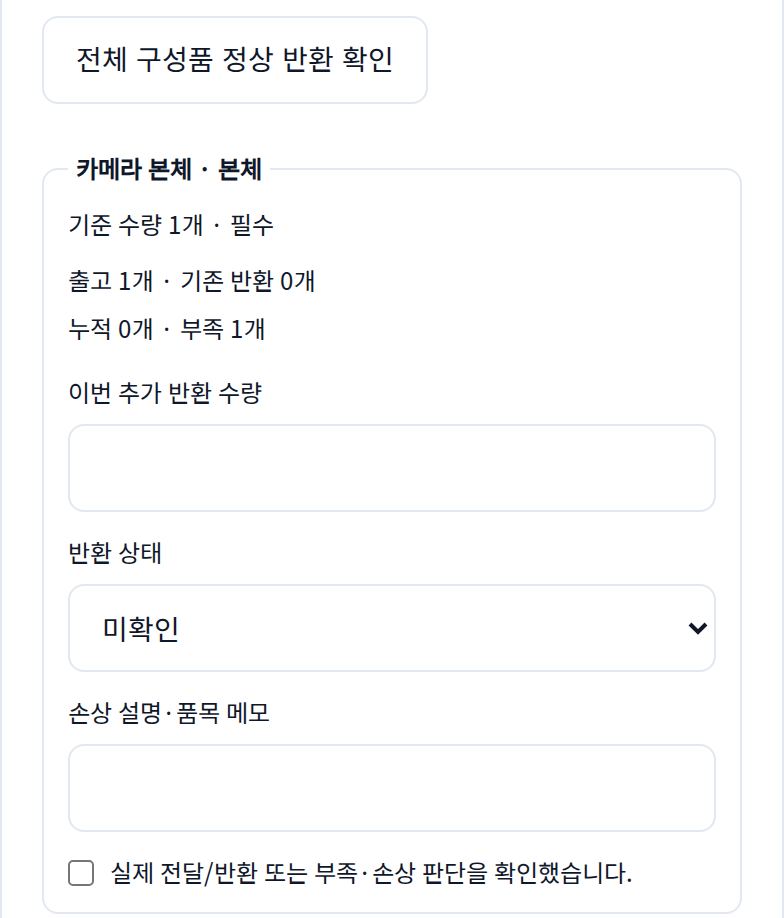 전체 구성품 정상 반환 확인
카메라 본체 · 본체
기준 수량 1개 · 필수
출고 1개 · 기존 반환 0개
누적 0개 · 부족 1개
이번 추가 반환 수량
반환 상태
미확인
손상 설명·품목 메모
실제 전달/반환 또는 부족·손상 판단을 확인했습니다.